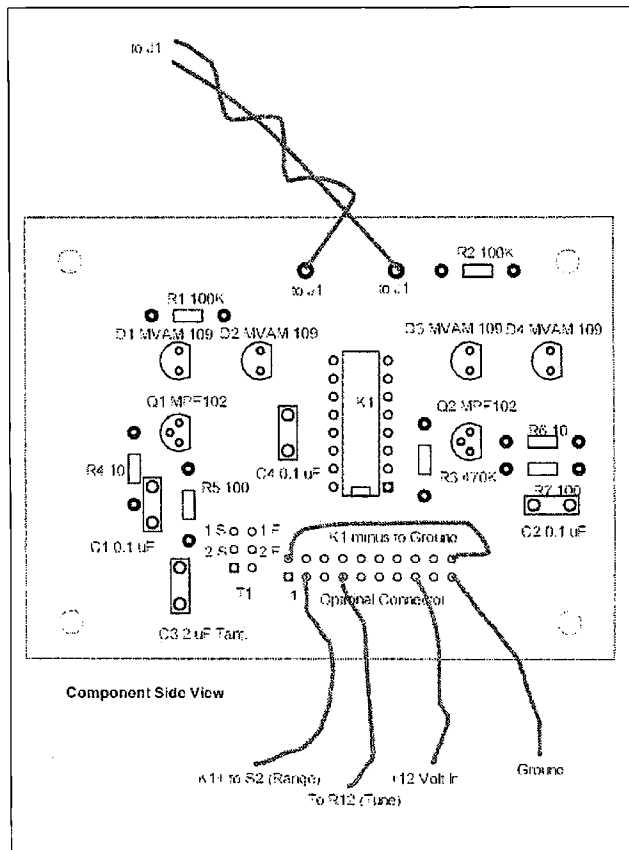 to J1
R2 100K
to J1
to J1
R1 100K
D1 MVAM 109
D2 MVAM 109
D3 MVAM 109
D4 MVAM 109
K1
Q1 MPF102
Q2 MPF102
R6 10
R4 10
C4 0.1 uF
R3 470K
R5 100
R7 100
C1 0.1 uF
C2 0.1 uF
1 S
1 F
2 S
2 F
K1 minus to Ground
T1
1
Optional Connector
C3 2 uF Tant.
Component Side View
K1+ to S2 (Range)
+12 Volt In
Ground
To R12 (Tune)